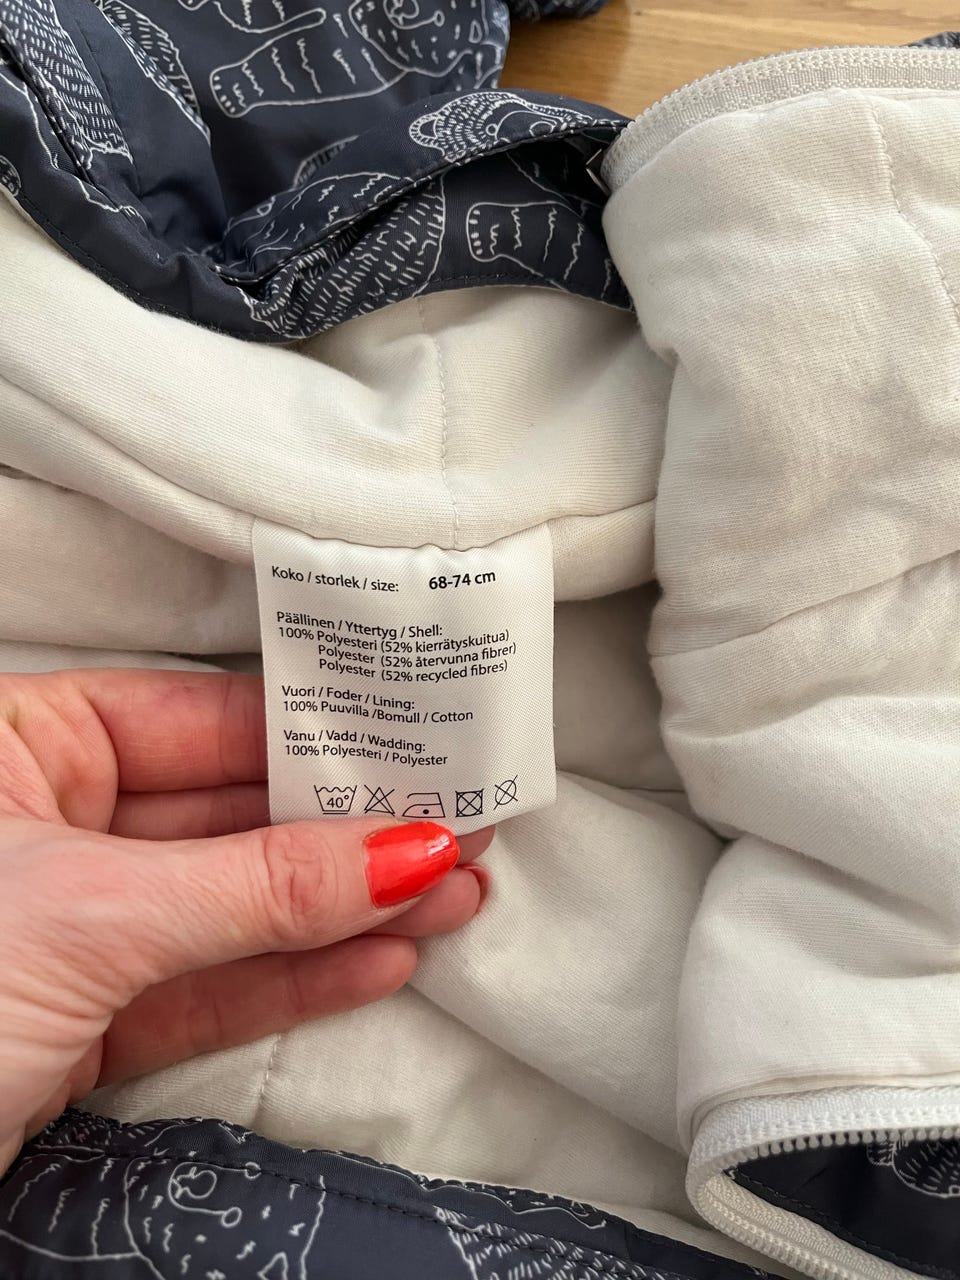 Koko / storlek / size: 68-74 cm
Päällinen / Yttertyg / Shell:
100% Polyesteri (52% kierrätyskuitua)
Polyester (52% återvunna fibrer)
Polyester (52% recycled fibres)
Vuori / Foder / Lining:
100% Puuvilla /Bomull / Cotton
Vanu / Vadd / Wadding:
100% Polyesteri / Polyester
40°